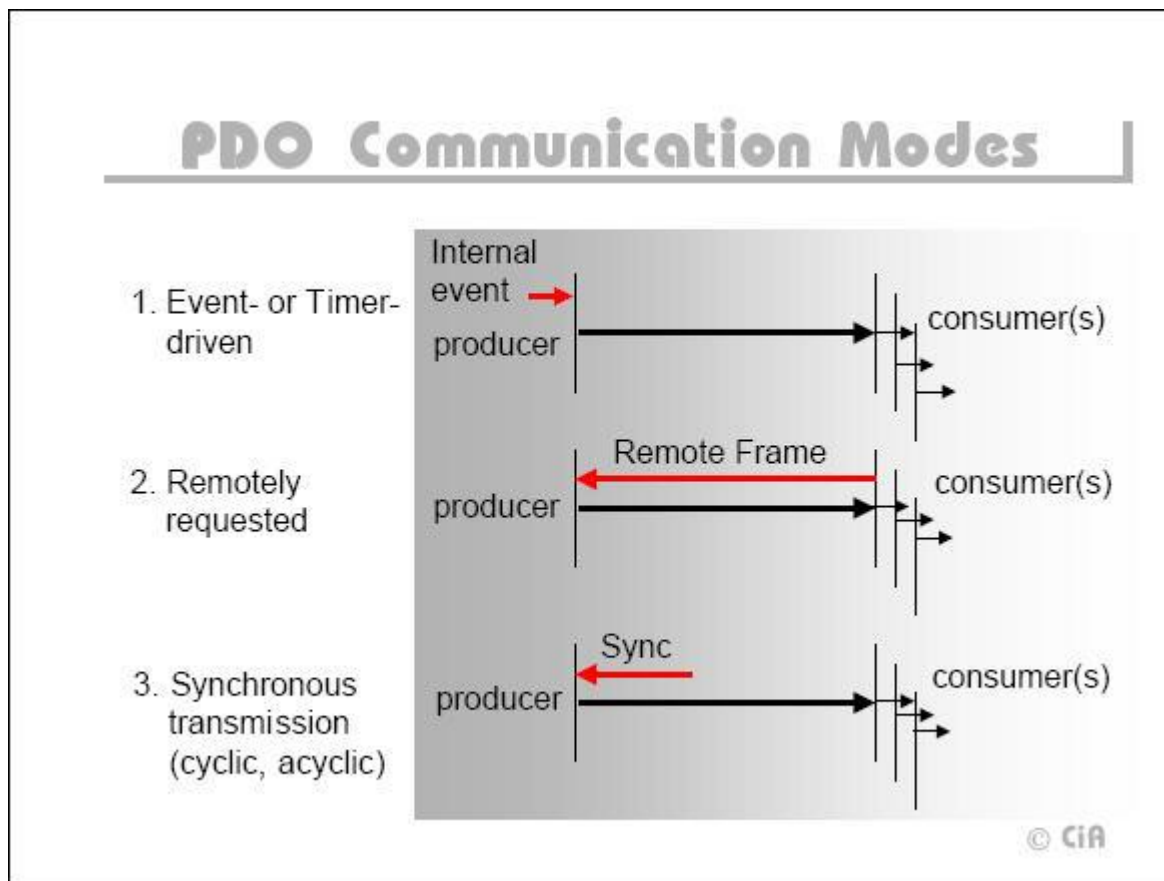 PDO Communication Modes
1. Event- or Timer-
driven
Internal
event
producer
consumer(s)
2. Remotely
requested
Remote Frame
producer
consumer(s)
3. Synchronous
transmission
(cyclic, acyclic)
Sync
producer
consumer(s)
© CiA